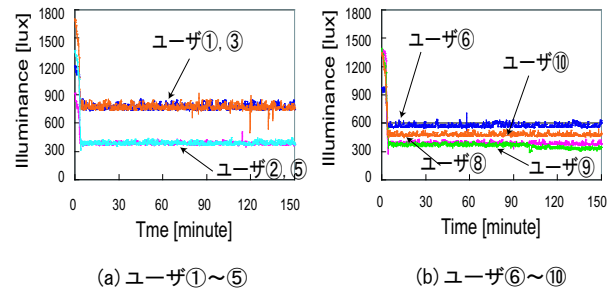 1800
1500
1200
900
600
300
0
Illuminance [lux]
ユーザ①, ③
ユーザ②, ⑤
0 30 60 90 120 150
Tme [minute]
(a) ユーザ①~⑤
1800
1500
1200
900
600
300
0
Illuminance [lux]
ユーザ⑥
ユーザ⑩
ユーザ⑧
ユーザ⑨
0 30 60 90 120 150
Time [minute]
(b) ユーザ⑥~⑩